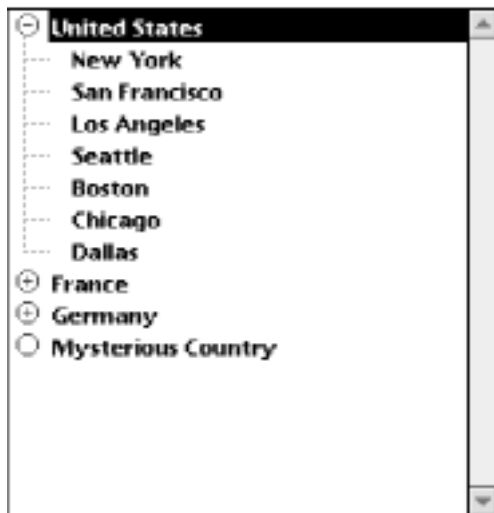 United States
New York
San Francisco
Los Angeles
Seattle
Boston
Chicago
Dallas
France
Germany
Mysterious Country